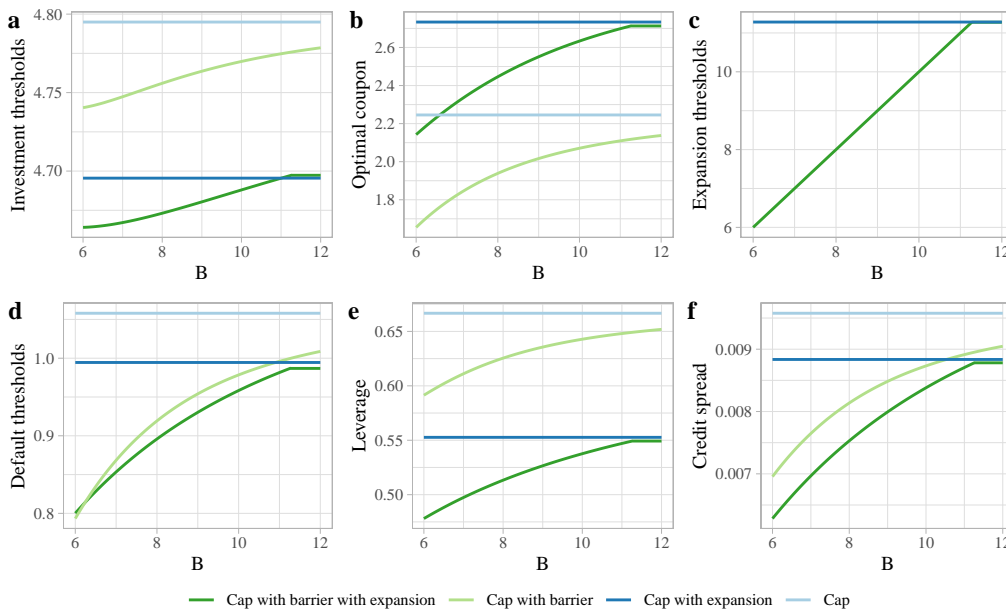 a
Investment thresholds
4.80
4.75
4.70
6 8 10 12
B
b
Optimal coupon
2.6
2.4
2.2
2.0
1.8
6 8 10 12
B
c
Expansion thresholds
10
8
6
6 8 10 12
B
d
Default thresholds
1.0
0.9
0.8
6 8 10 12
B
e
Leverage
0.65
0.60
0.55
0.50
6 8 10 12
B
f
Credit spread
0.009
0.008
0.007
6 8 10 12
B
Cap with barrier with expansion Cap with barrier Cap with expansion Cap